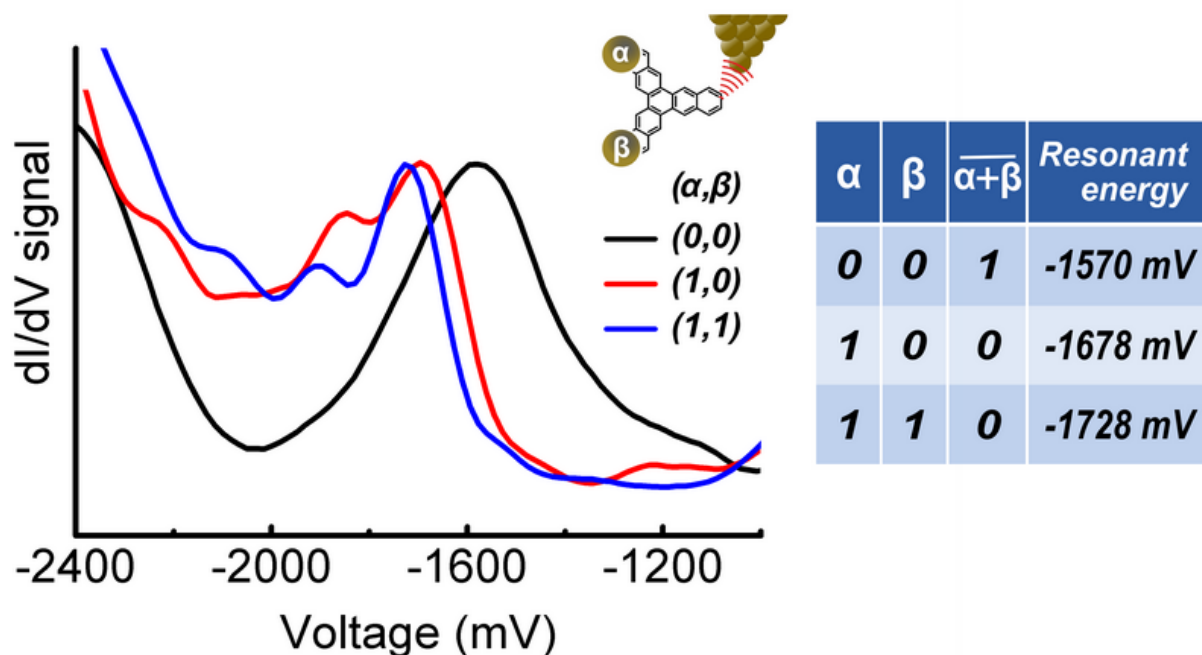 dI/dV signal
-2400
-2000
-1600
-1200
Voltage (mV)
α
β
(α,β)
(0,0)
(1,0)
(1,1)
α β \overline{α+β} Resonant energy
0 0 1 -1570 mV
1 0 0 -1678 mV
1 1 0 -1728 mV